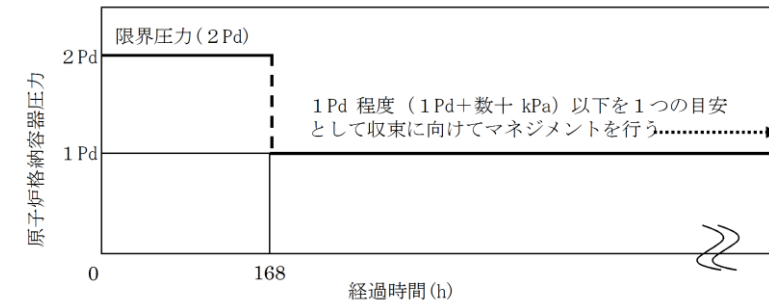 限界圧力(2Pd)
2Pd
1Pd 程度（1Pd＋数十 kPa）以下を１つの目安
として収束に向けてマネジメントを行う
1Pd
原子炉格納容器圧力
0
168
経過時間(h)